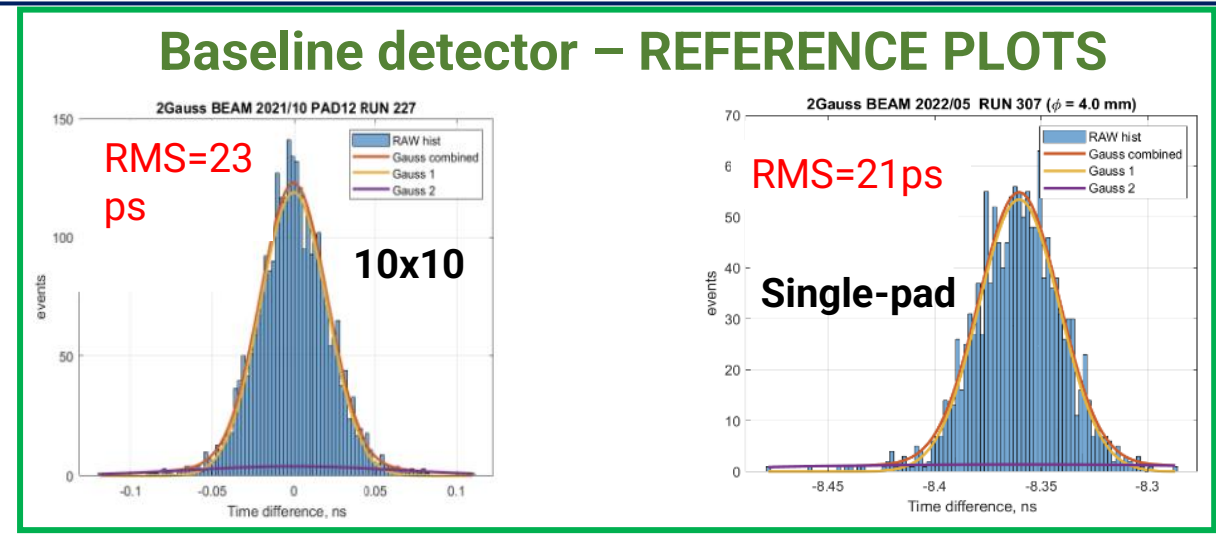 Baseline detector – REFERENCE PLOTS
2Gauss BEAM 2021/10 PAD12 RUN 227
150
100
50
0
events
RMS=23
ps
10x10
RAW hist
Gauss combined
Gauss 1
Gauss 2
-0.1
-0.05
0
0.05
0.1
Time difference, ns
2Gauss BEAM 2022/05 RUN 307 (ϕ = 4.0 mm)
70
6
50
40
30
20
10
0
events
RMS=21ps
Single-pad
RAW hist
Gauss combined
Gauss 1
Gauss 2
-8.45
-8.4
-8.35
-8.3
Time difference, ns